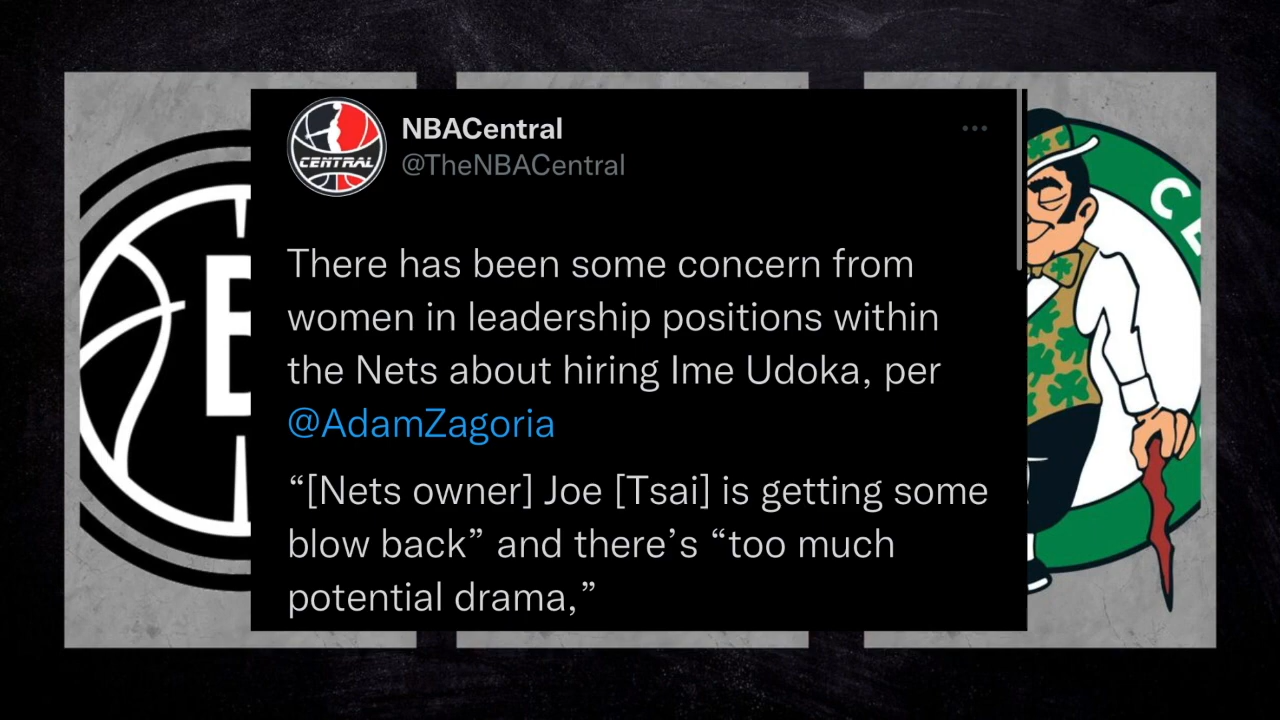 NBACentral
@TheNBACentral
CENTRAL
There has been some concern from
women in leadership positions within
the Nets about hiring Ime Udoka, per
@AdamZagoria
“[Nets owner] Joe [Tsai] is getting some
blow back” and there’s “too much
potential drama,”
B
CE